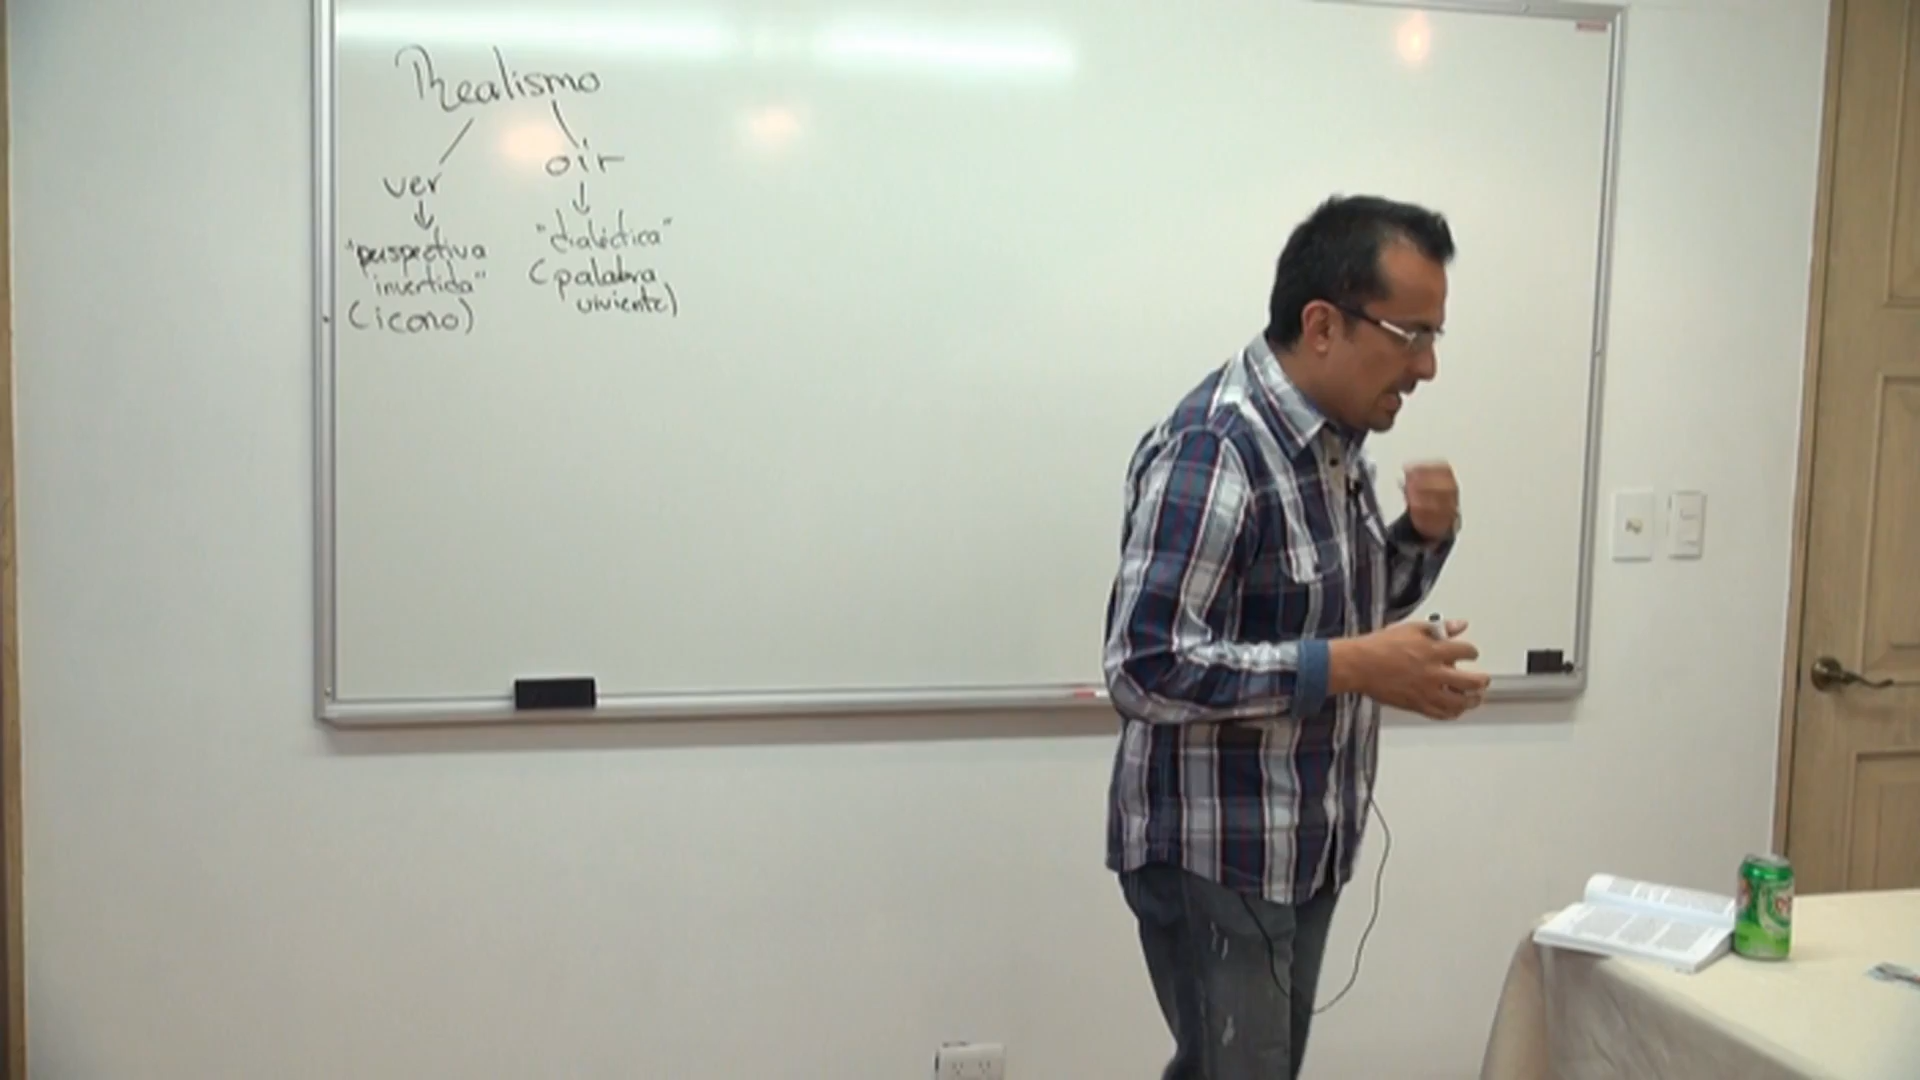 Realismo
ver
oir
"perspectiva
invertida"
(icono)
"dialéctica"
(palabra
viviente)